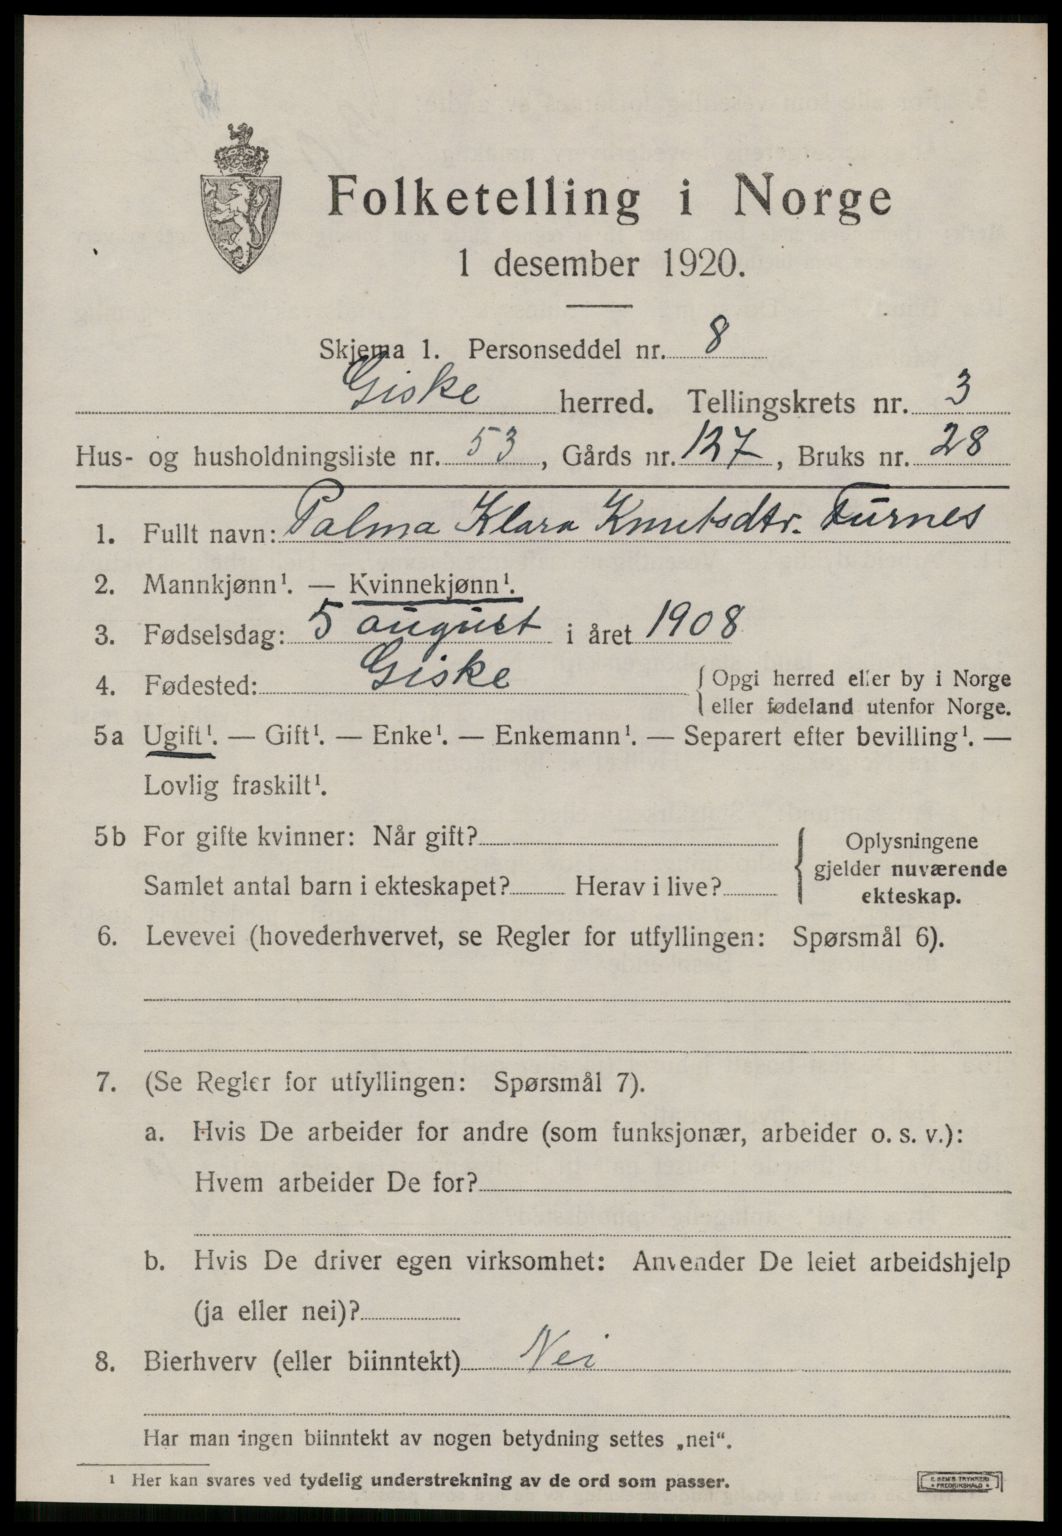 Folketelling i Norge
1 desember 1920.
Skjema 1. Personseddel nr. 8
Giske herred. Tellingskrets nr. 3
Hus- og husholdningsliste nr. 53, Gårds nr. 127, Bruks nr. 28
1. Fullt navn: Palma Klara Knutsdtr. Furnes
2. Mannkjønn¹. — Kvinnekjønn¹.
3. Fødselsdag: 5 august i året 1908
4. Fødested: Giske { Opgi herred eller by i Norge
eller fødeland utenfor Norge.
5a Ugift¹. — Gift¹. — Enke¹. — Enkemann¹. — Separert efter bevilling¹. —
Lovlig fraskilt¹.
5b For gifte kvinner: Når gift?
Samlet antal barn i ekteskapet? Herav i live?
{ Oplysningene
gjelder nuværende
ekteskap.
6. Levevei (hovederhvervet, se Regler for utfyllingen: Spørsmål 6).
7. (Se Regler for utfyllingen: Spørsmål 7).
a. Hvis De arbeider for andre (som funksjonær, arbeider o. s. v.):
Hvem arbeider De for?
b. Hvis De driver egen virksomhet: Anvender De leiet arbeidshjelp
(ja eller nei)?
8. Bierhverv (eller biinntekt) Nei
Har man ingen biinntekt av nogen betydning settes „nei“.
¹ Her kan svares ved tydelig understrekning av de ord som passer.